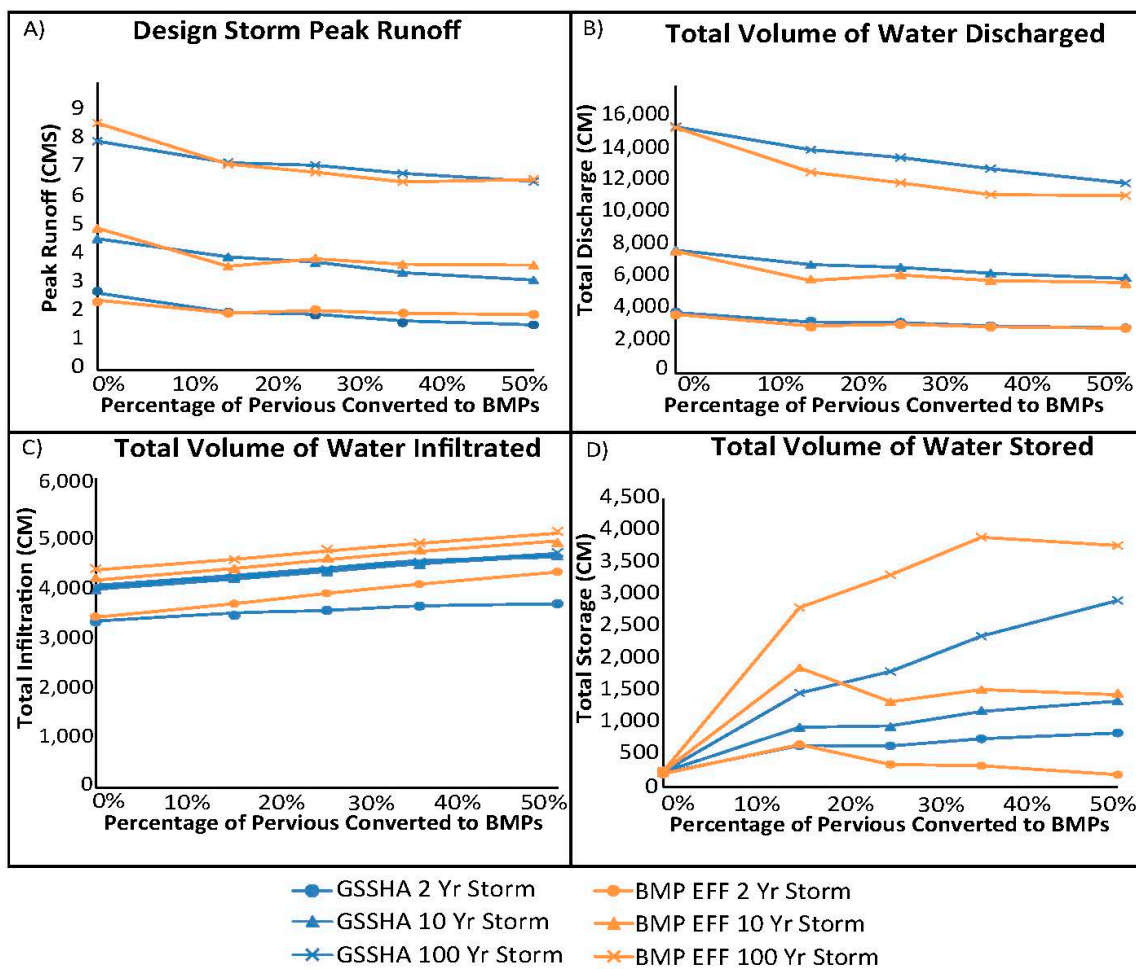 A)
Design Storm Peak Runoff
Peak Runoff (CMS)
9
8
7
6
5
4
3
2
1
0
0% 10% 20% 30% 40% 50%
Percentage of Pervious Converted to BMPs
B)
Total Volume of Water Discharged
Total Discharge (CM)
16,000
14,000
12,000
10,000
8,000
6,000
4,000
2,000
0
0% 10% 20% 30% 40% 50%
Percentage of Pervious Converted to BMPs
C)
Total Volume of Water Infiltrated
Total Infiltration (CM)
6,000
5,000
4,000
3,000
2,000
1,000
0
0% 10% 20% 30% 40% 50%
Percentage of Pervious Converted to BMPs
D)
Total Volume of Water Stored
Total Storage (CM)
4,500
4,000
3,500
3,000
2,500
2,000
1,500
1,000
500
0
0% 10% 20% 30% 40% 50%
Percentage of Pervious Converted to BMPs
GSSHA 2 Yr Storm
GSSHA 10 Yr Storm
GSSHA 100 Yr Storm
BMP EFF 2 Yr Storm
BMP EFF 10 Yr Storm
BMP EFF 100 Yr Storm